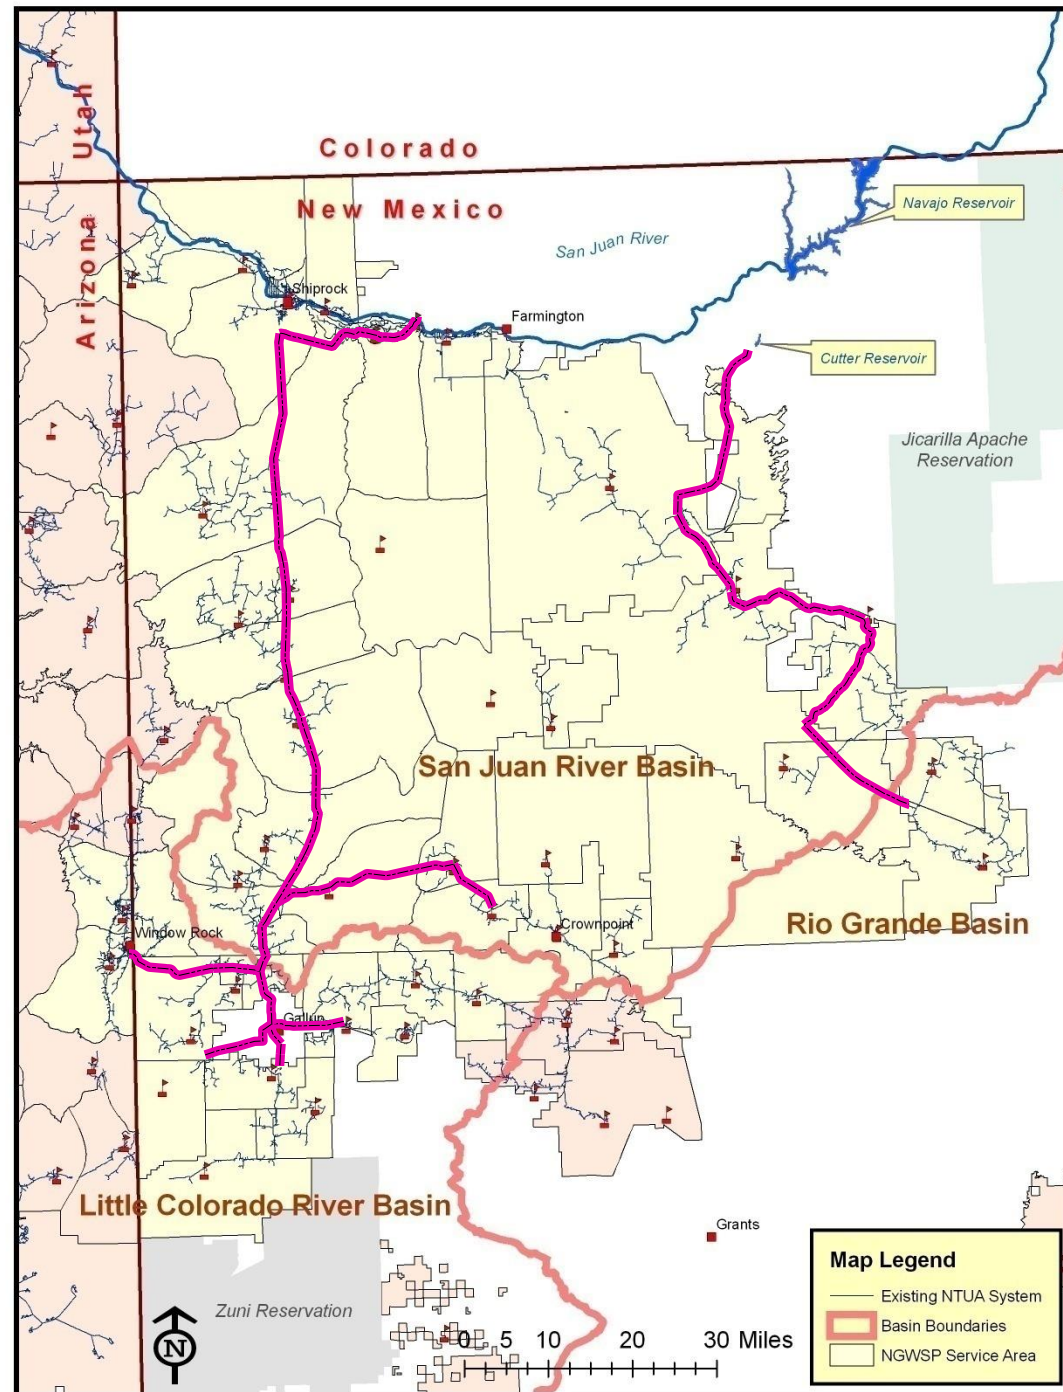 Utah
Colorado
New Mexico
Arizona
Navajo Reservoir
San Juan River
Shiprock
Farmington
Cutter Reservoir
Jicarilla Apache
Reservation
San Juan River Basin
Rio Grande Basin
Window Rock
Crownpoint
Gallup
Little Colorado River Basin
Grants
Zuni Reservation
N
0 5 10 20 30 Miles
Map Legend
Existing NTUA System
Basin Boundaries
NGWSP Service Area